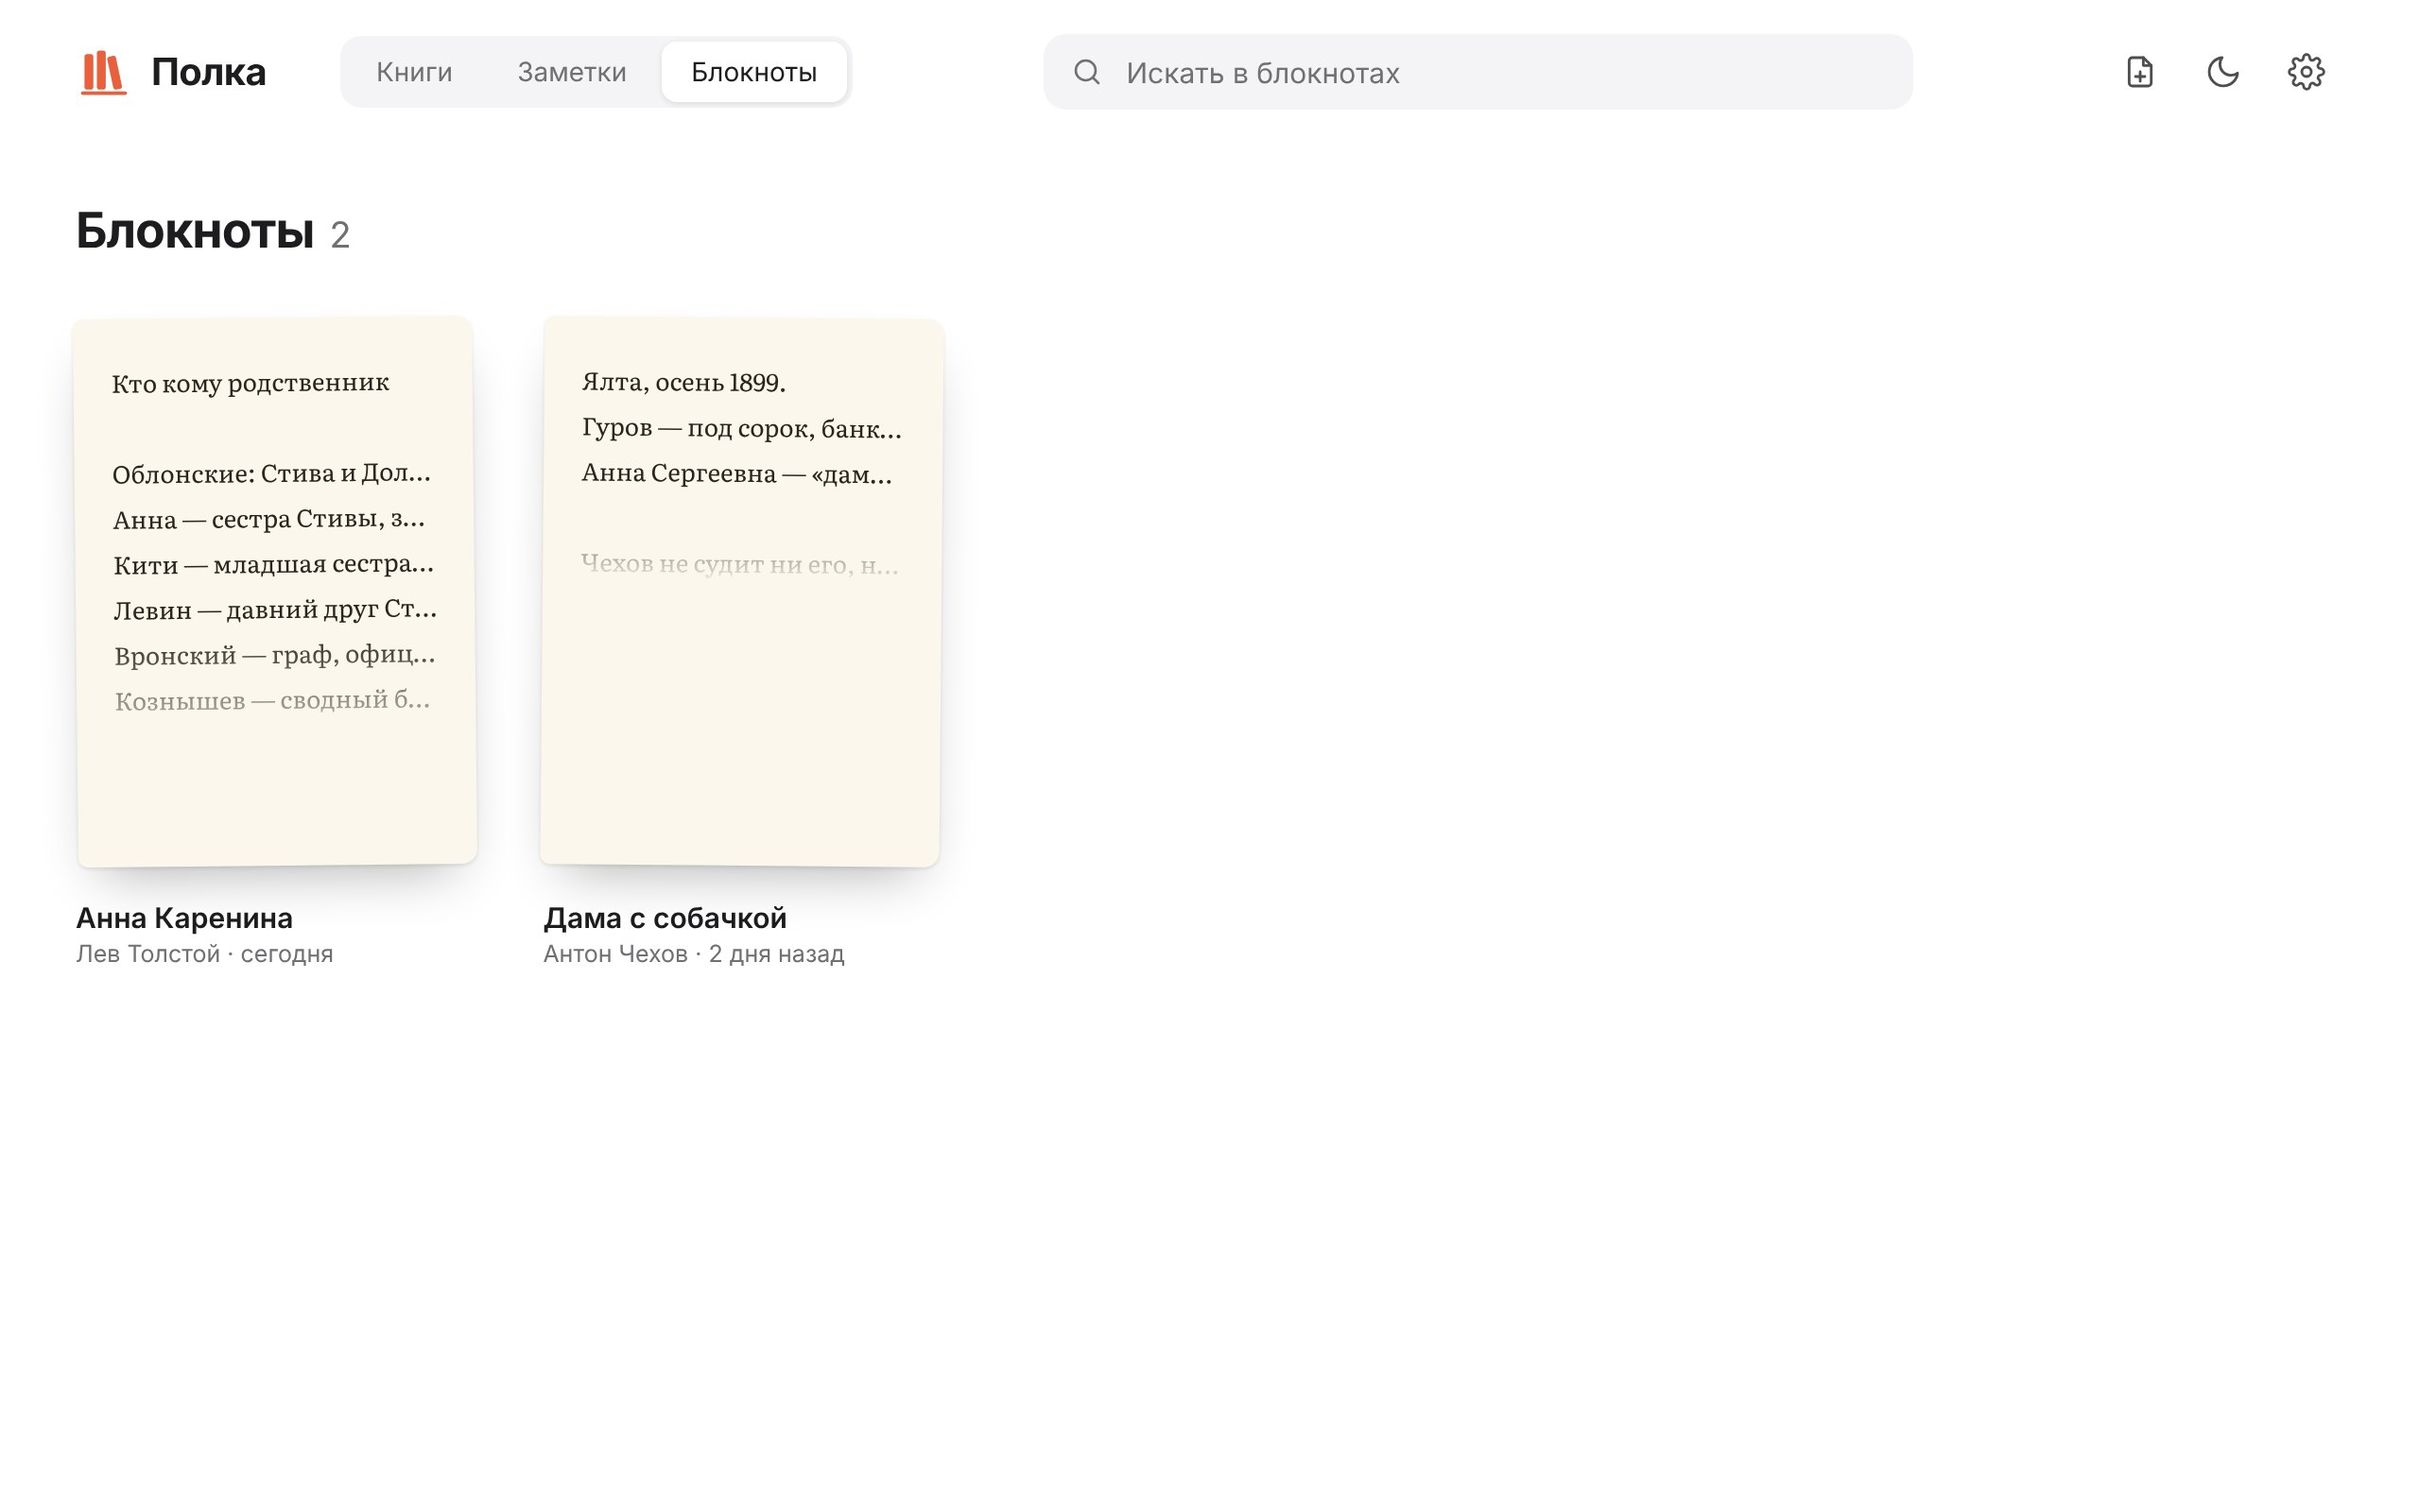 Полка
Книги
Заметки
Блокноты
Искать в блокнотах
Блокноты 2
Кто кому родственник
Облонские: Стива и Дол...
Анна — сестра Стивы, з...
Кити — младшая сестра...
Левин — давний друг Ст...
Вронский — граф, офиц...
Кознышев — сводный б...
Анна Каренина
Лев Толстой · сегодня
Ялта, осень 1899.
Гуров — под сорок, банк...
Анна Сергеевна — «дам...
Чехов не судит ни его, н...
Дама с собачкой
Антон Чехов · 2 дня назад